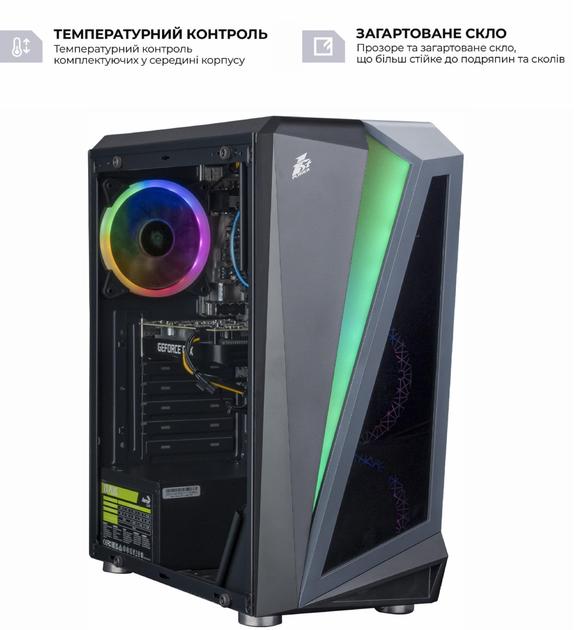 ТЕМПЕРАТУРНИЙ КОНТРОЛЬ
Температурний контроль
комплектуючих у середині корпусу
ЗАГАРТОВАНЕ СКЛО
Прозоре та загартоване скло,
що більш стійке до подряпин та сколів
GEFORCE